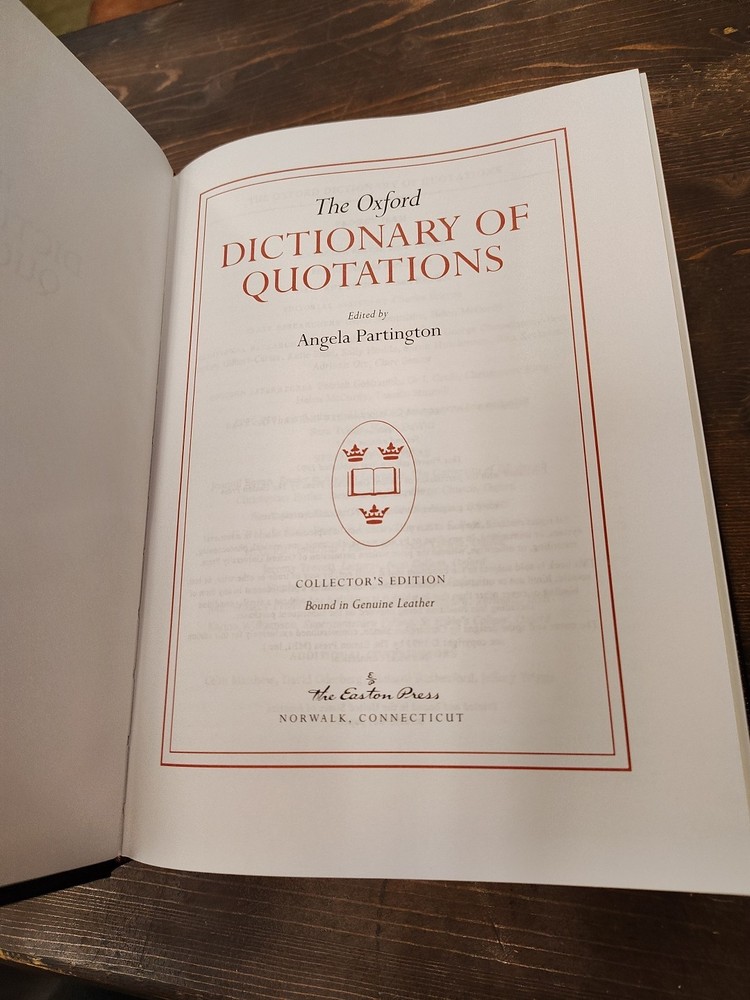 The Oxford
DICTIONARY OF
QUOTATIONS
Edited by
Angela Partington
COLLECTOR'S EDITION
Bound in Genuine Leather
The Easton Press
NORWALK, CONNECTICUT